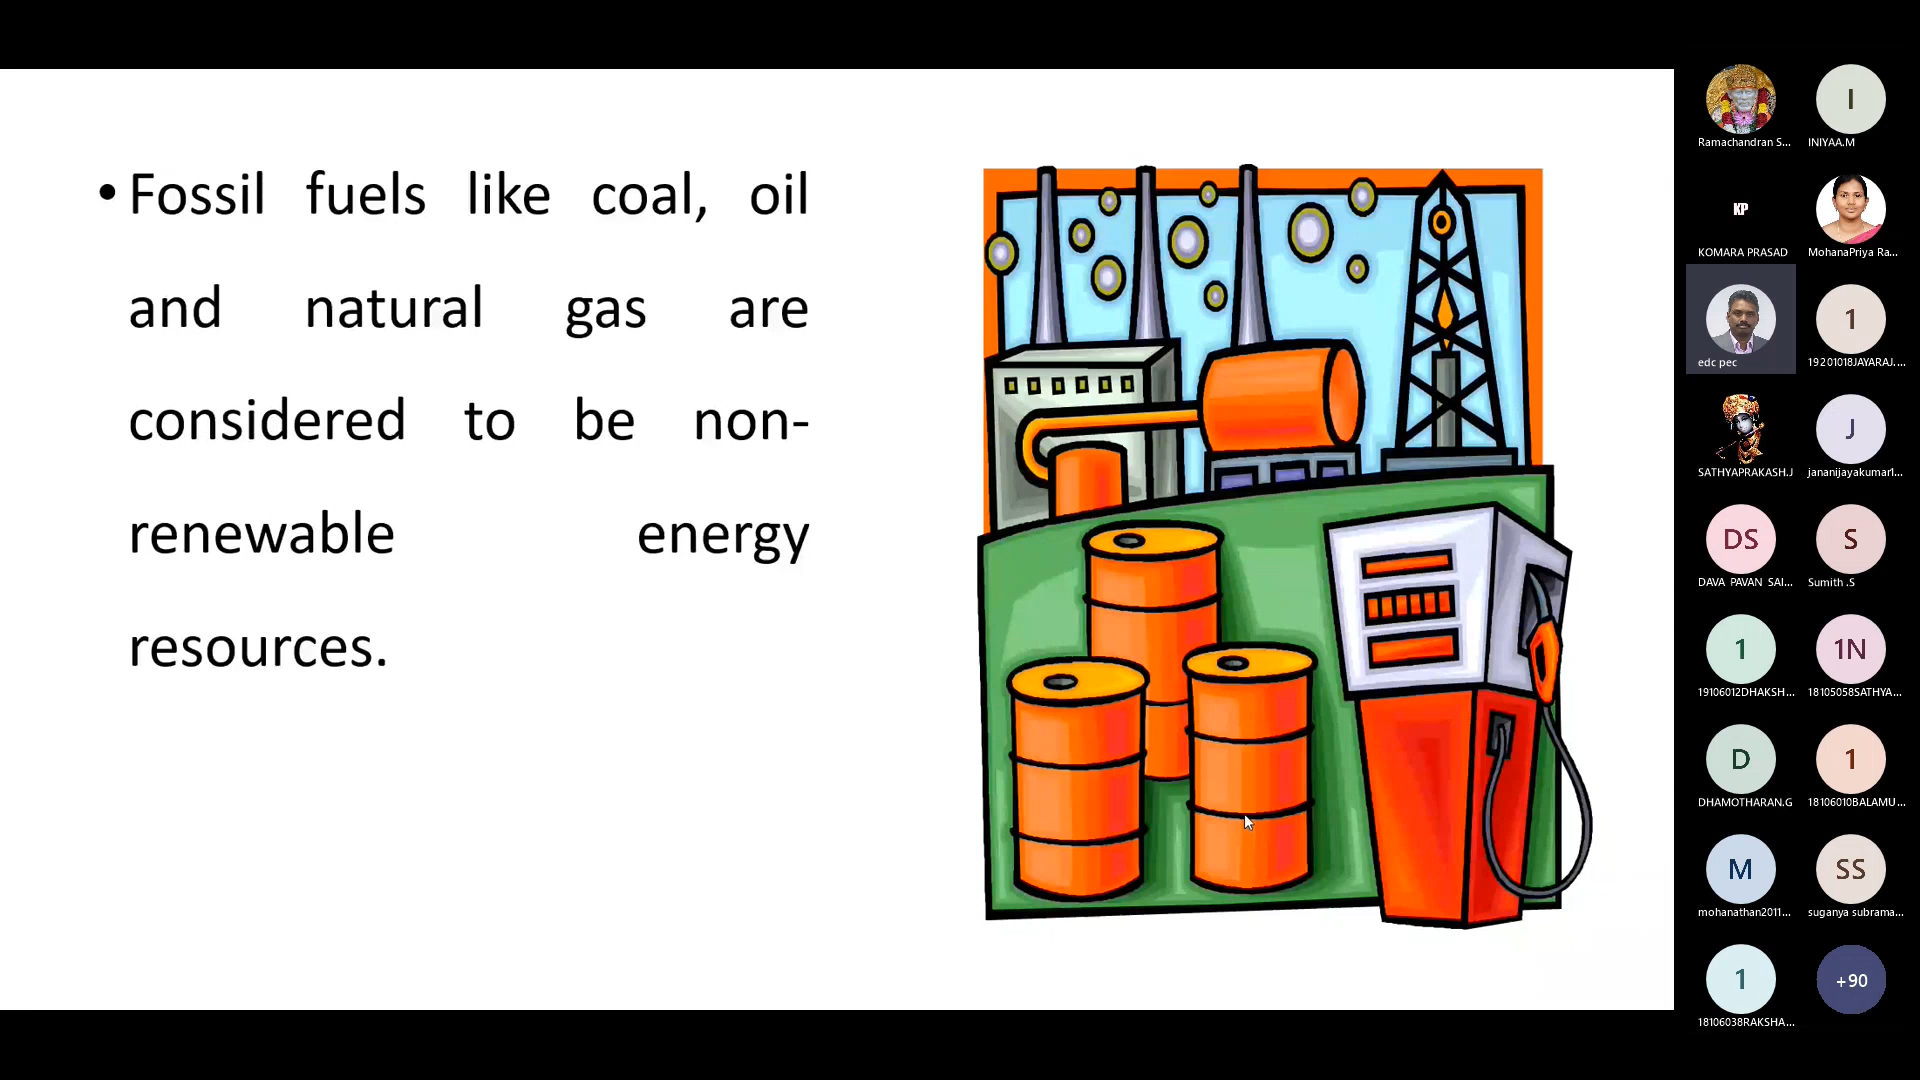 • Fossil fuels like coal, oil
and natural gas are
considered to be non-
renewable energy
resources.
Ramachandran S...
I
INIYAA.M
KP
KOMARA PRASAD
MohanaPriya Ra...
edc pec
1
19201018JAYARAJ....
SATHYAPRAKASH.J
J
jananijayakumar1...
DS
DAVA PAVAN SAI...
S
Sumith .S
1
19106012DHAKSH...
1N
18105058SATHYA...
D
DHAMOTHARAN.G
1
18106010BALAMU...
M
mohanathan2011...
SS
suganya subrama...
1
18106038RAKSHA...
+90